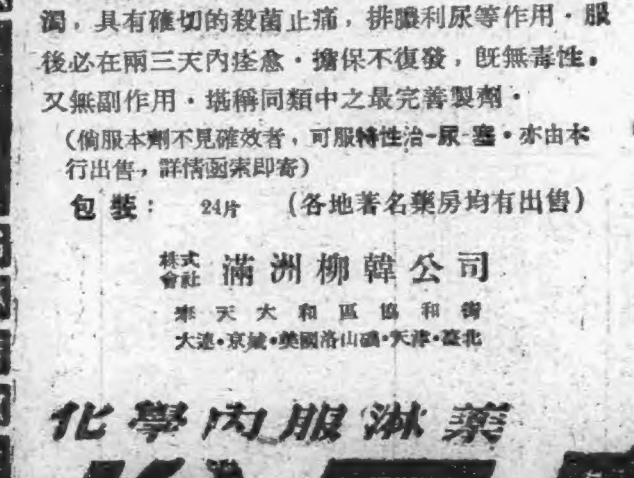 濁，具有確切的殺菌止痛，排膿利尿等作用・服
後必在兩三天內痊愈・擔保不復發，旣無毒性。
又無副作用・堪稱同類中之最完善製劑・
（倘服本劑不見確效者，可服特性治-尿-塞・亦由本
行出售，詳情函索即寄）
包裝：　24片　（各地著名藥房均有出售）
株式會社 滿洲柳韓公司
奉天大和區協和街
大連・京城・美國洛山磯・天津・臺北
化學內服淋藥